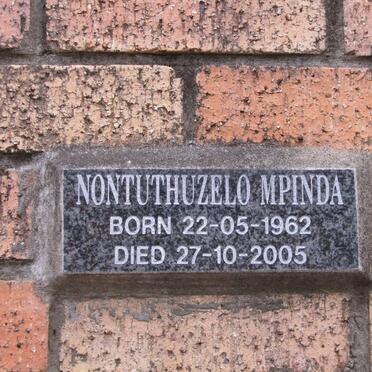 NONTUTHUZELO MPINDA
BORN 22-05-1962
DIED 27-10-2005